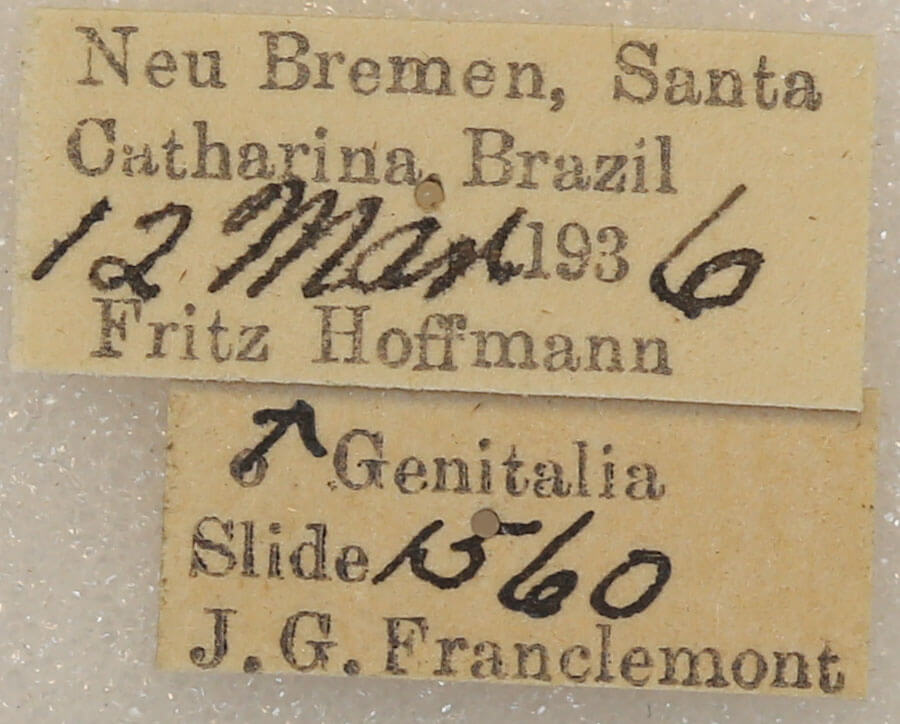 Neu Bremen, Santa
Catharina, Brazil
12 Mar 1936
Fritz Hoffmann
♂ Genitalia
Slide 1560
J. G. Franclemont